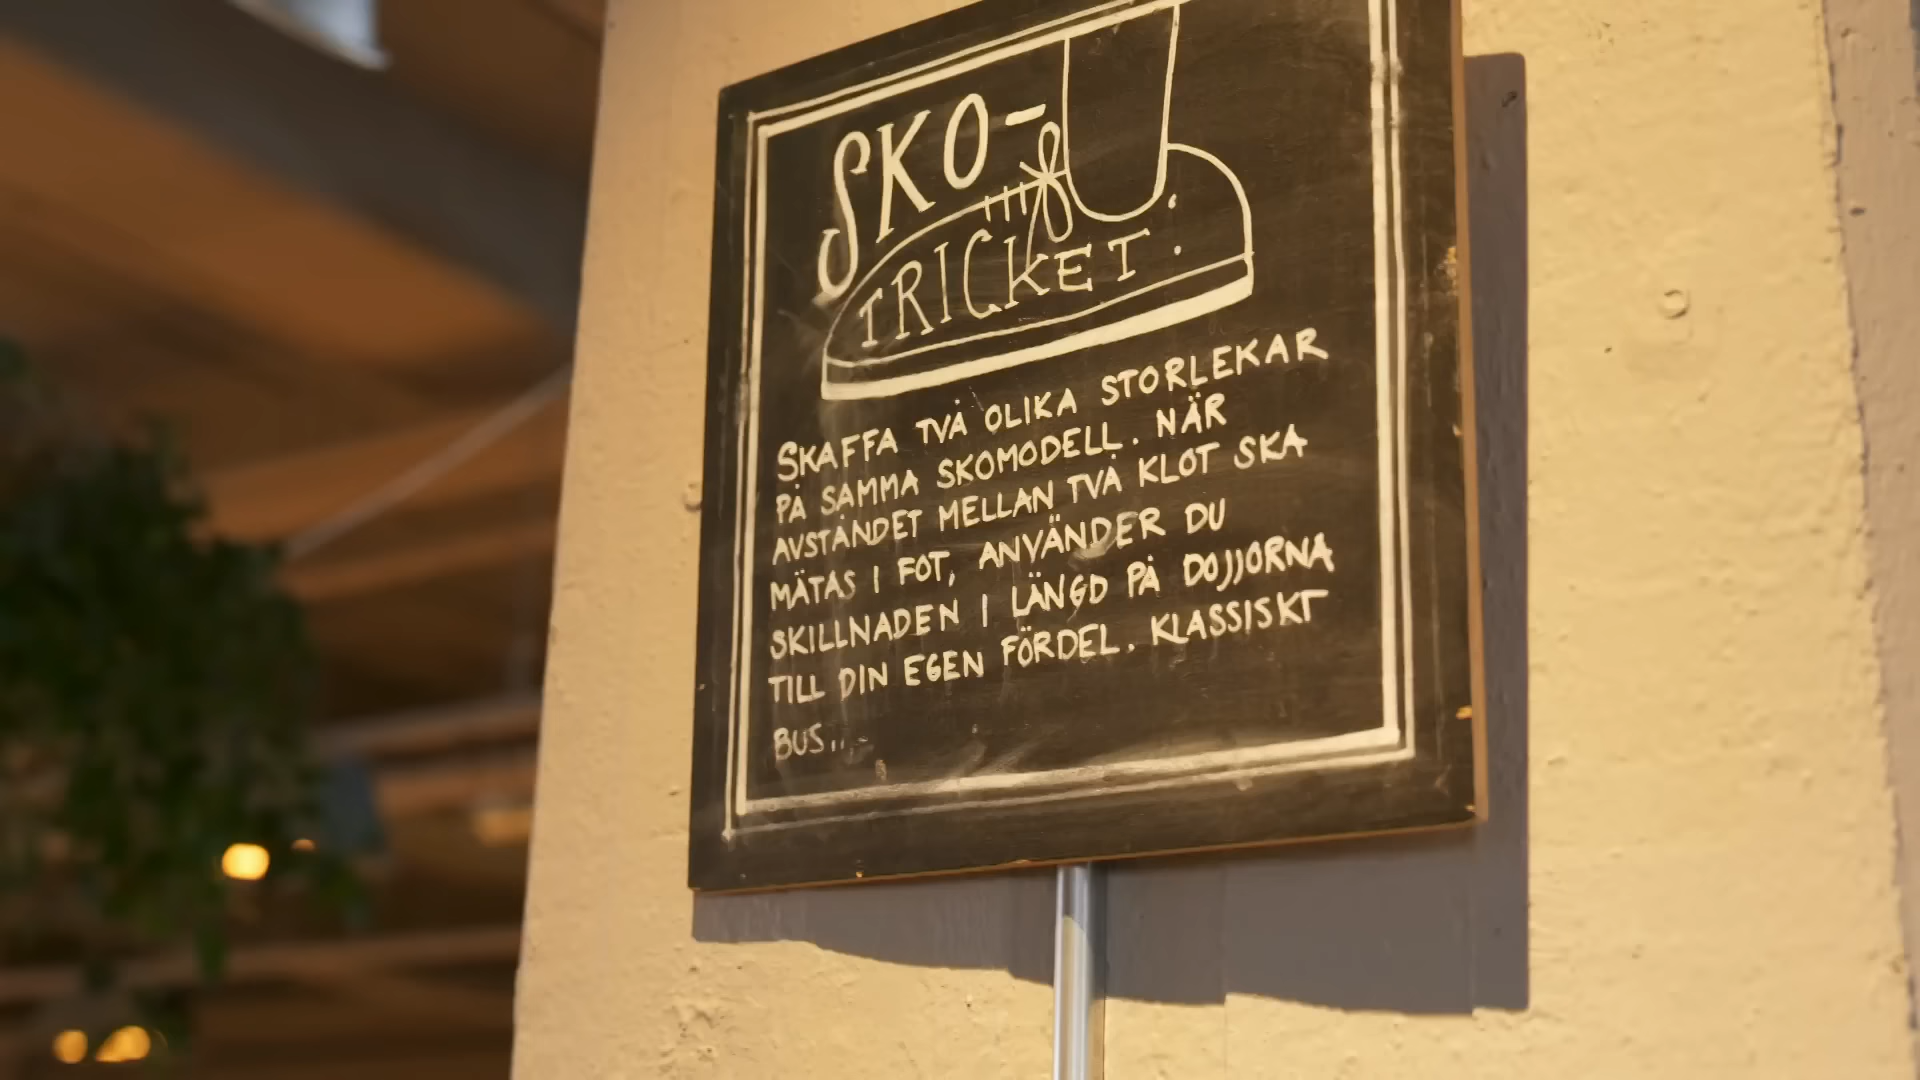 SKO-
TRICKET.
SKAFFA TVÅ OLIKA STORLEKAR
PÅ SAMMA SKOMODELL. NÄR
AVSTÅNDET MELLAN TVÅ KLOT SKA
MÄTAS I FOT, ANVÄNDER DU
SKILLNADEN I LÄNGD PÅ DOJJORNA
TILL DIN EGEN FÖRDEL. KLASSISKT
BUS...